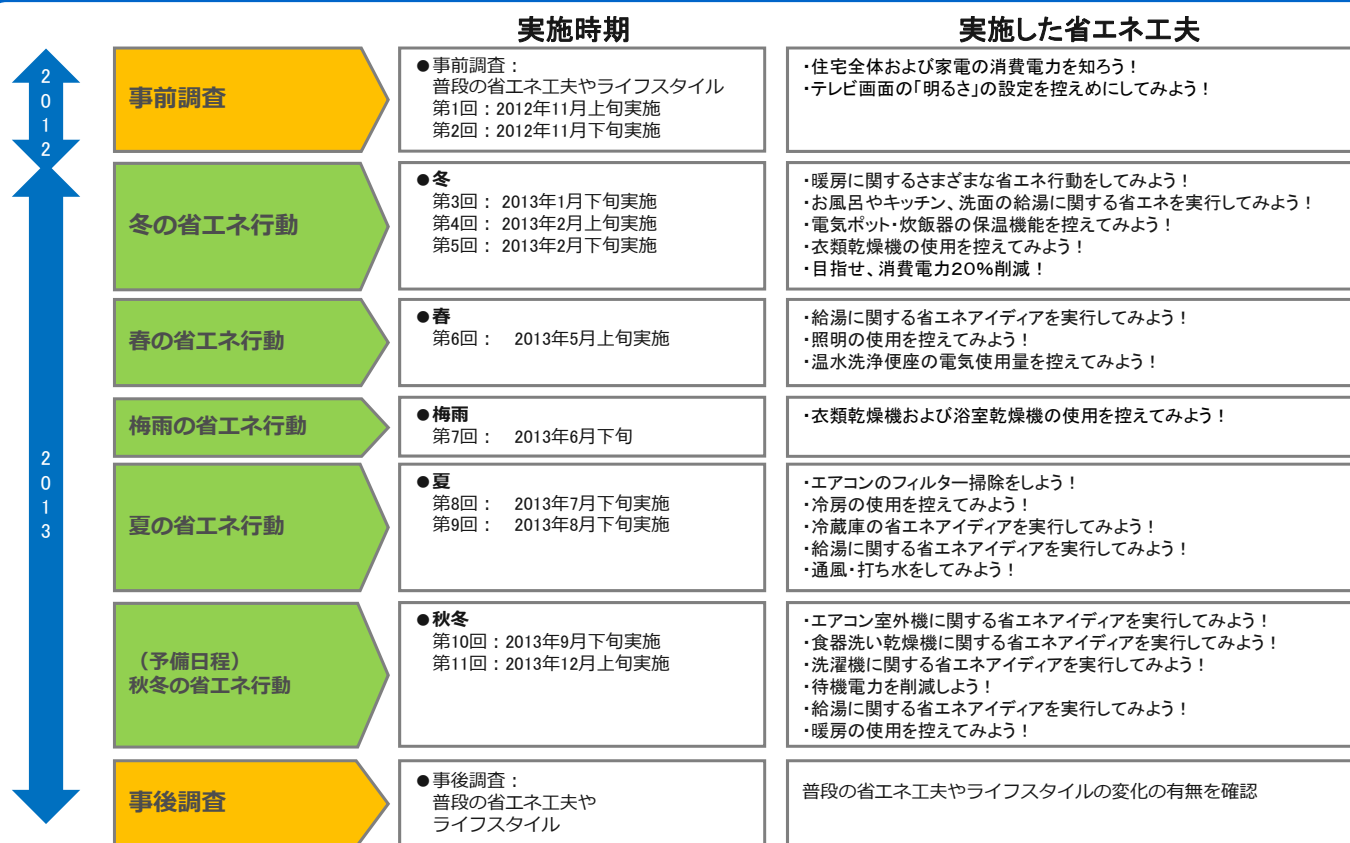 実施時期
実施した省エネ工夫
2012
事前調査
●事前調査：
普段の省エネ工夫やライフスタイル
第1回：2012年11月上旬実施
第2回：2012年11月下旬実施
・住宅全体および家電の消費電力を知ろう！
・テレビ画面の「明るさ」の設定を控えめにしてみよう！
2013
冬の省エネ行動
●冬
第3回： 2013年1月下旬実施
第4回： 2013年2月上旬実施
第5回： 2013年2月下旬実施
・暖房に関するさまざまな省エネ行動をしてみよう！
・お風呂やキッチン、洗面の給湯に関する省エネを実行してみよう！
・電気ポット・炊飯器の保温機能を控えてみよう！
・衣類乾燥機の使用を控えてみよう！
・目指せ、消費電力20%削減！
春の省エネ行動
●春
第6回： 2013年5月上旬実施
・給湯に関する省エネアイディアを実行してみよう！
・照明の使用を控えてみよう！
・温水洗浄便座の電気使用量を控えてみよう！
梅雨の省エネ行動
●梅雨
第7回： 2013年6月下旬
・衣類乾燥機および浴室乾燥機の使用を控えてみよう！
夏の省エネ行動
●夏
第8回： 2013年7月下旬実施
第9回： 2013年8月下旬実施
・エアコンのフィルター掃除をしよう！
・冷房の使用を控えてみよう！
・冷蔵庫の省エネアイディアを実行してみよう！
・給湯に関する省エネアイディアを実行してみよう！
・通風・打ち水をしてみよう！
（予備日程）
秋冬の省エネ行動
●秋冬
第10回：2013年9月下旬実施
第11回：2013年12月上旬実施
・エアコン室外機に関する省エネアイディアを実行してみよう！
・食器洗い乾燥機に関する省エネアイディアを実行してみよう！
・洗濯機に関する省エネアイディアを実行してみよう！
・待機電力を削減しよう！
・給湯に関する省エネアイディアを実行してみよう！
・暖房の使用を控えてみよう！
事後調査
●事後調査：
普段の省エネ工夫や
ライフスタイル
普段の省エネ工夫やライフスタイルの変化の有無を確認